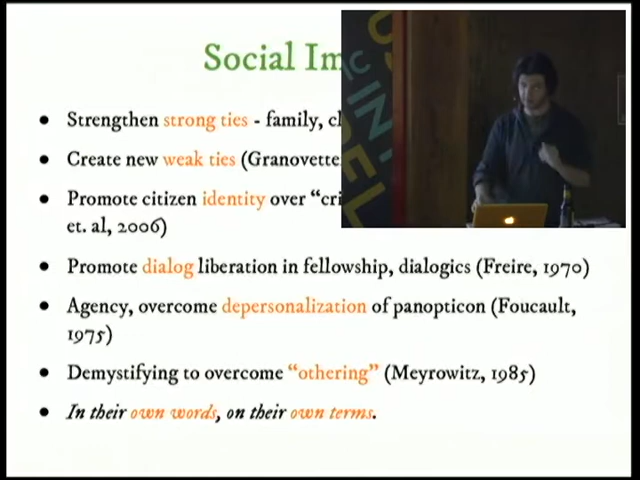 Social Im
Strengthen strong ties - family, cl
Create new weak ties (Granovette
Promote citizen identity over “cri
et. al, 2006)
Promote dialog liberation in fellowship, dialogics (Freire, 1970)
Agency, overcome depersonalization of panopticon (Foucault,
1975)
Demystifying to overcome “othering” (Meyrowitz, 1985)
In their own words, on their own terms.